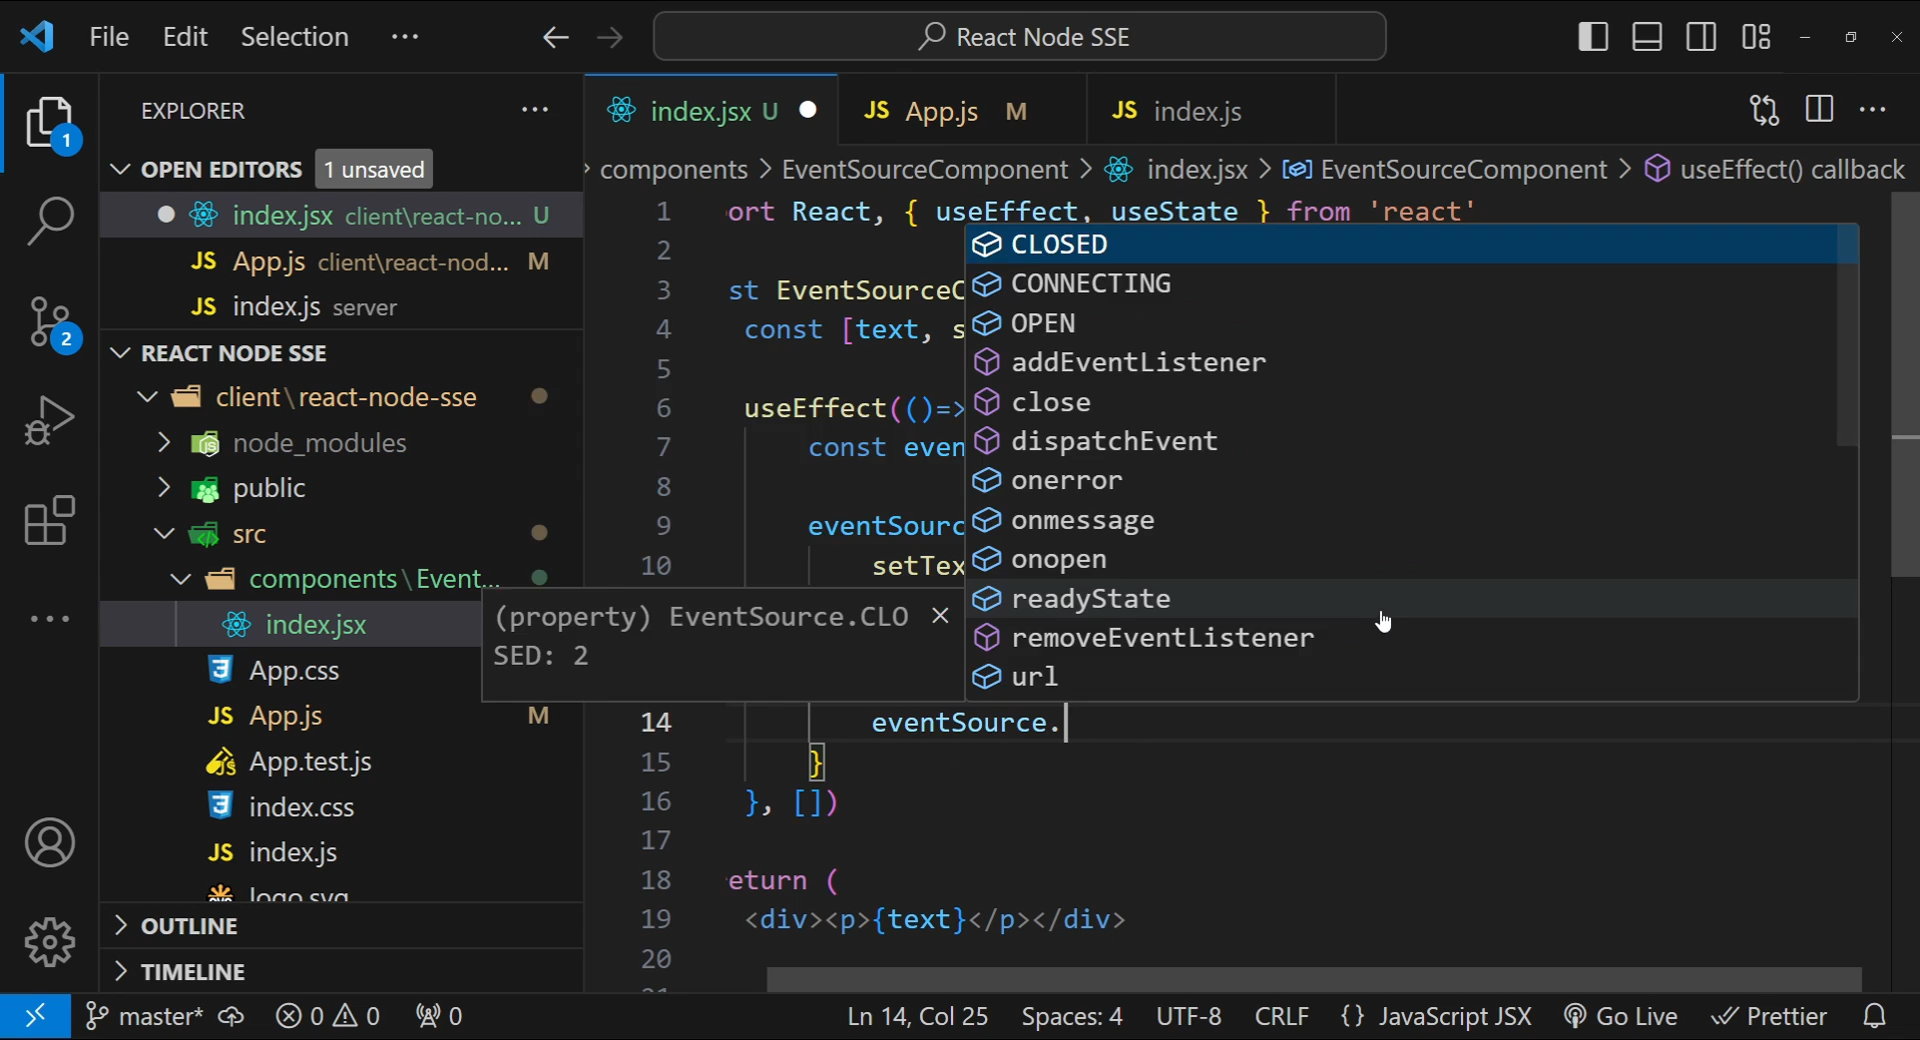 File Edit Selection ··· React Node SSE
EXPLORER ···
OPEN EDITORS 1 unsaved
index.jsx client\react-no... U
App.js client\react-nod... M
index.js server
REACT NODE SSE
client\react-node-sse
node_modules
public
src
components\Event...
index.jsx
App.css
App.js M
App.test.js
index.css
index.js
logo.svg
OUTLINE
TIMELINE
1
2
index.jsx U
JS App.js M
JS index.js
components > EventSourceComponent > index.jsx > EventSourceComponent > useEffect() callback
1 ort React, { useEffect, useState } from 'react'
2
3 st EventSourceC
4 const [text, s
5
6 useEffect(()=>
7 const even
8
9 eventSourc
10 setTex
CLOSED
CONNECTING
OPEN
addEventListener
close
dispatchEvent
onerror
onmessage
onopen
readyState
removeEventListener
url
(property) EventSource.CLO
SED: 2
14 eventSource.
15 }
16 }, [])
17
18 eturn (
19 <div><p>{text}</p></div>
20
21
master* 0 0 0 Ln 14, Col 25 Spaces: 4 UTF-8 CRLF {} JavaScript JSX Go Live Prettier